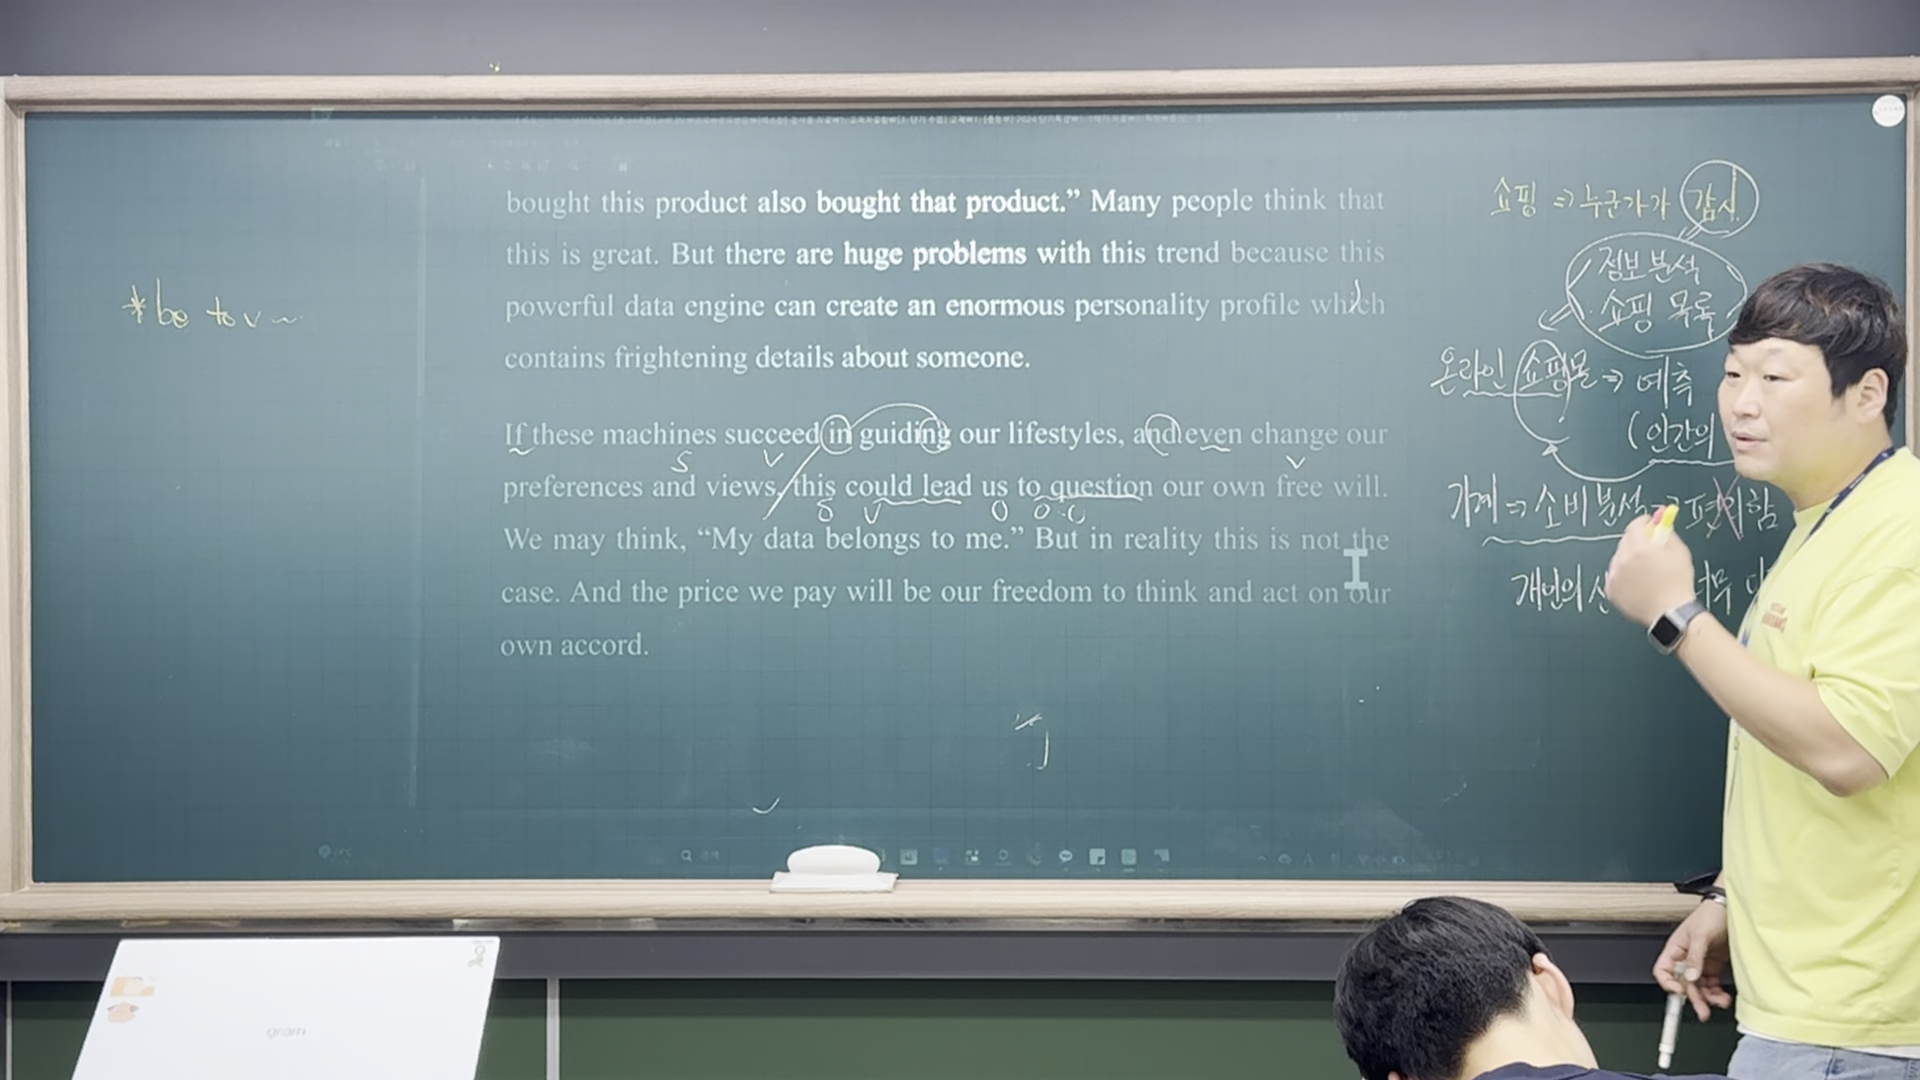 bought this product also bought that product.” Many people think that
this is great. But there are huge problems with this trend because this
powerful data engine can create an enormous personality profile which
contains frightening details about someone.
If these machines succeed in guiding our lifestyles, and even change our
S V V
preferences and views, this could lead us to question our own free will.
S V O O.C
We may think, “My data belongs to me.” But in reality this is not the
case. And the price we pay will be our freedom to think and act on our
own accord.
*be to v ~
쇼핑 ⇒ 누군가가 감시
정보 분석
쇼핑 목록
온라인 쇼핑몰 ⇒ 예측
(인간의
기계 ⇒ 소비 분석 ⇒ 편의함
개인의
gram